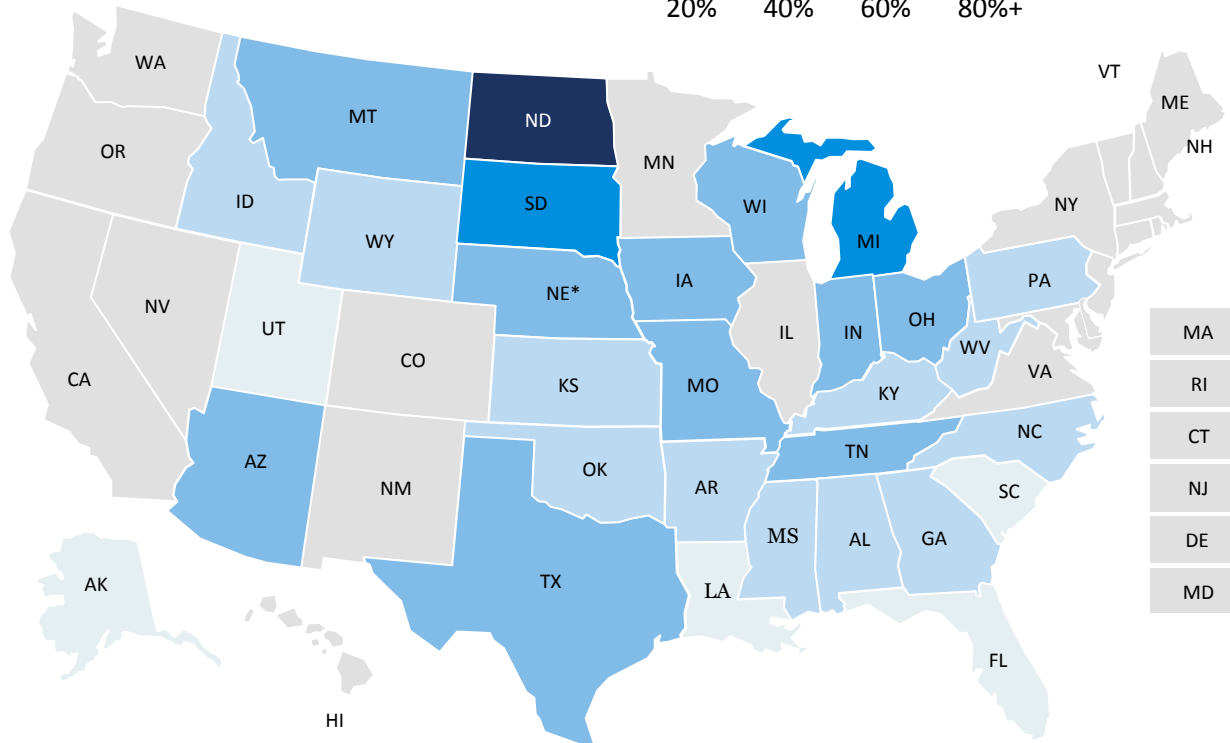 20% 40% 60% 80%+
WA
VT
ME
MT
ND
NH
OR
MN
ID
SD
WI
NY
WY
MI
PA
NE*
IA
NV
UT
IL
IN
OH
MA
CO
WV
CA
KS
MO
KY
VA
RI
NC
CT
AZ
OK
TN
NM
AR
SC
NJ
MS
AL
GA
DE
AK
TX
LA
MD
FL
HI